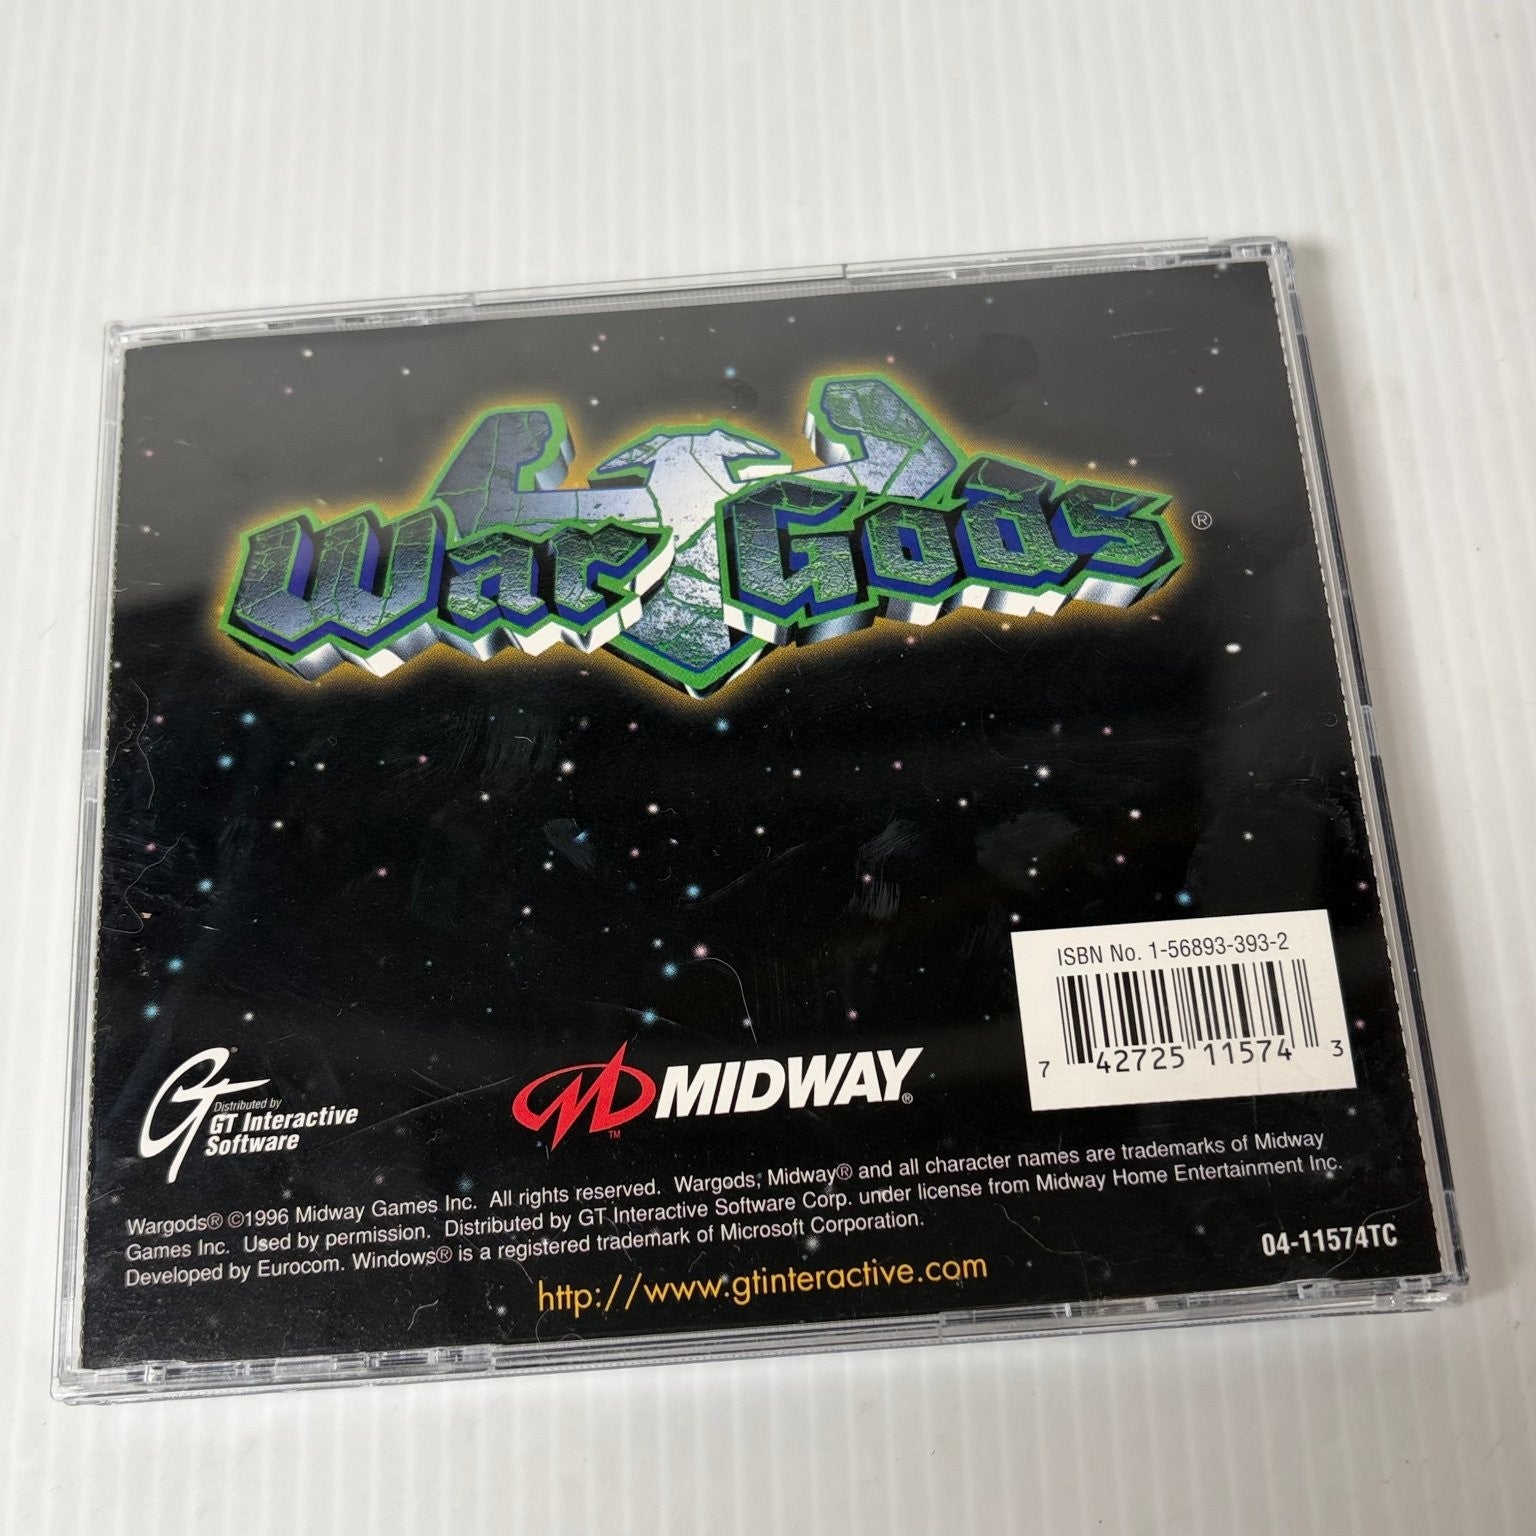 War Gods ®
ISBN No. 1-56893-393-2
7 42725 11574 3
GT
Distributed by
GT Interactive
Software
MIDWAY®
TM
Wargods® ©1996 Midway Games Inc. All rights reserved. Wargods, Midway® and all character names are trademarks of Midway
Games Inc. Used by permission. Distributed by GT Interactive Software Corp. under license from Midway Home Entertainment Inc.
Developed by Eurocom. Windows® is a registered trademark of Microsoft Corporation.
04-11574TC
http://www.gtinteractive.com